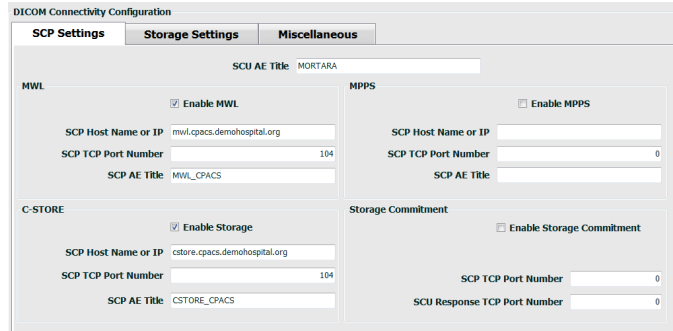 DICOM Connectivity Configuration
SCP Settings Storage Settings Miscellaneous
SCU AE Title MORTARA
MWL
Enable MWL
SCP Host Name or IP mwl.cpacs.demohospital.org
SCP TCP Port Number 104
SCP AE Title MWL_CPACS
MPPS
Enable MPPS
SCP Host Name or IP
SCP TCP Port Number 0
SCP AE Title
C-STORE
Enable Storage
SCP Host Name or IP cstore.cpacs.demohospital.org
SCP TCP Port Number 104
SCP AE Title CSTORE_CPACS
Storage Commitment
Enable Storage Commitment
SCP TCP Port Number 0
SCU Response TCP Port Number 0